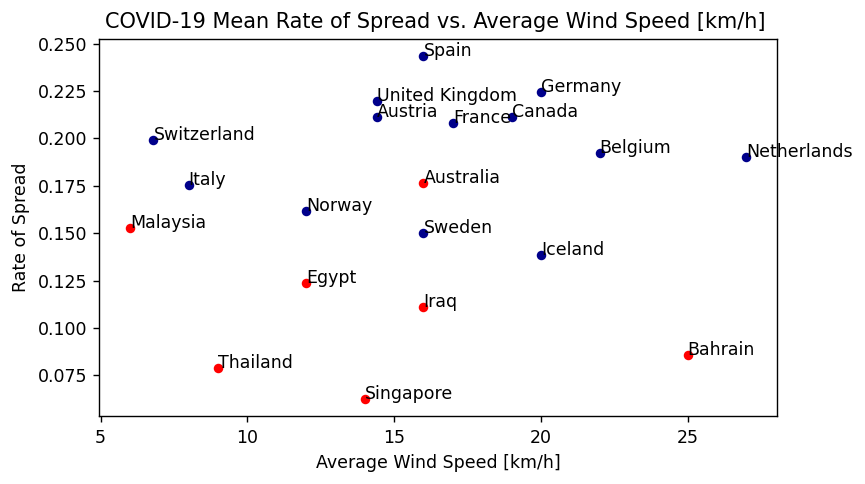 COVID-19 Mean Rate of Spread vs. Average Wind Speed [km/h]
0.250
Spain
0.225
Germany
United Kingdom
Austria
France
Canada
0.200
Switzerland
Belgium
Netherlands
0.175
Italy
Australia
Norway
Malaysia
0.150
Sweden
Iceland
0.125
Egypt
Iraq
0.100
Bahrain
0.075
Thailand
Singapore
Rate of Spread
5 10 15 20 25
Average Wind Speed [km/h]